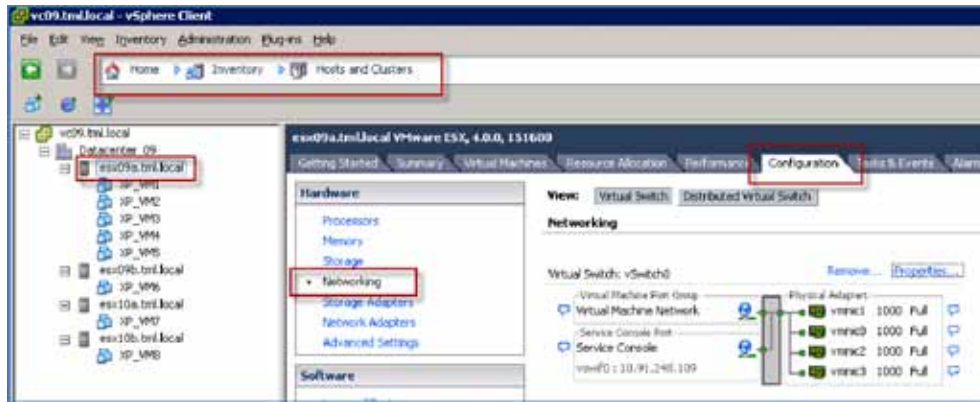 vc09.tml.local - vSphere Client
File Edit View Inventory Administration Plug-ins Help
Home Inventory Hosts and Clusters
vc09.tml.local
Datacenter_09
esx09a.tml.local
XP_VM1
XP_VM2
XP_VM3
XP_VM4
XP_VM5
esx09b.tml.local
XP_VM6
esx10a.tml.local
XP_VM7
esx10b.tml.local
XP_VM8
esx09a.tml.local VMware ESX, 4.0.0, 151600
Getting Started Summary Virtual Machines Resource Allocation Performance Configuration Tasks & Events
Hardware
Processors
Memory
Storage
Networking
Storage Adapters
Network Adapters
Advanced Settings
Software
View: Virtual Switch Distributed Virtual Switch
Networking
Virtual Switch: vSwitch0 Remove... Properties...
Virtual Machine Port Group Physical Adapters
Virtual Machine Network vmnic1 1000 Full
Service Console Port vmnic0 1000 Full
Service Console vmnic2 1000 Full
vswif0 : 10.91.248.109 vmnic3 1000 Full